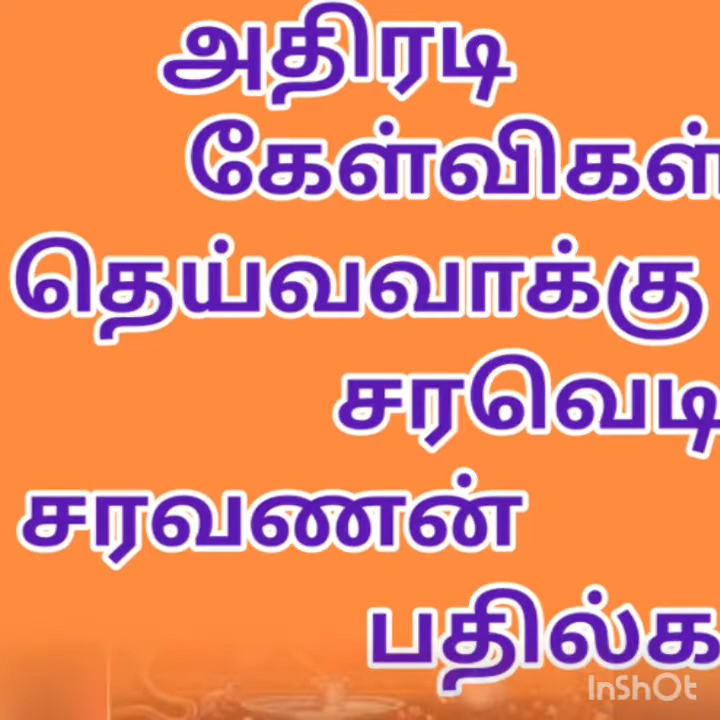 அதிரடி
கேள்விகள்
தெய்வவாக்கு
சரவெடி
சரவணன்
பதில்க
InShOt